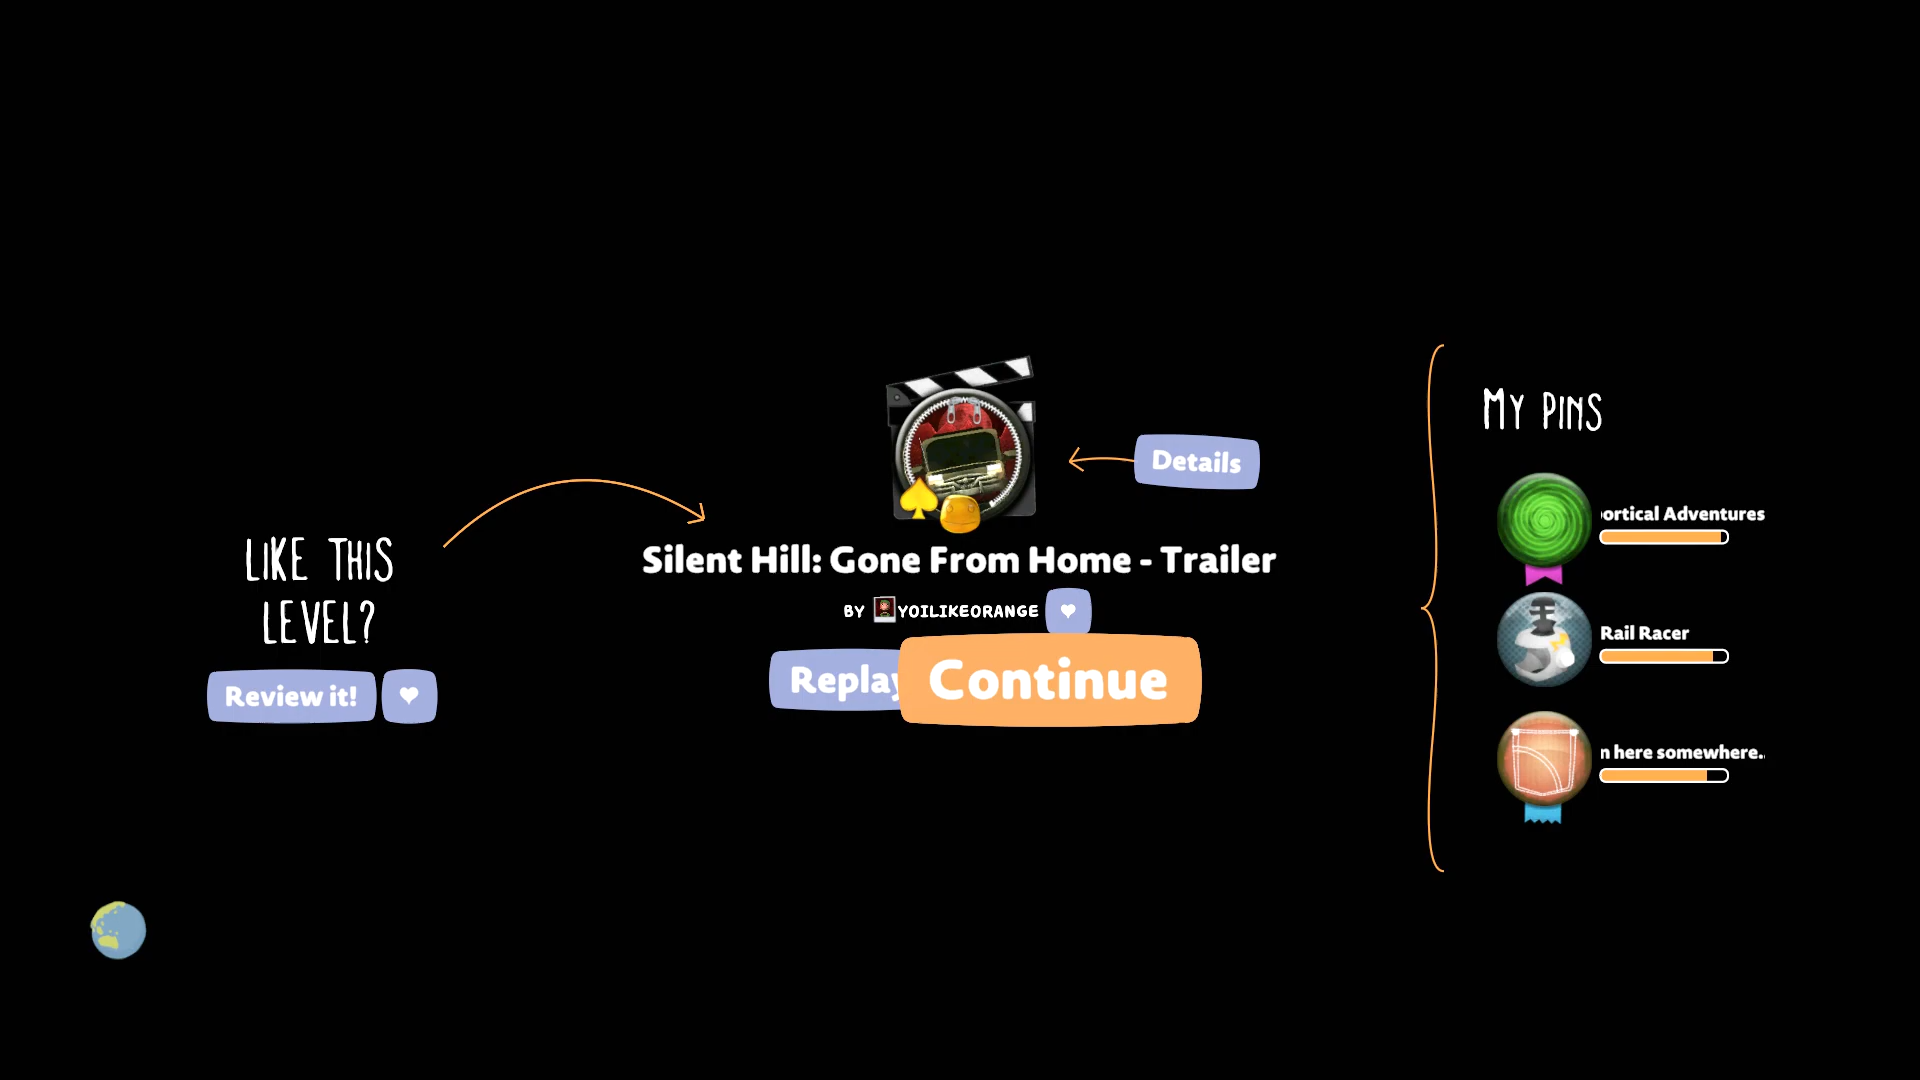 LIKE THIS
LEVEL?
Review it!
Details
Silent Hill: Gone From Home - Trailer
BY YOILIKEORANGE
Replay
Continue
MY PINS
ortical Adventures
Rail Racer
n here somewhere..